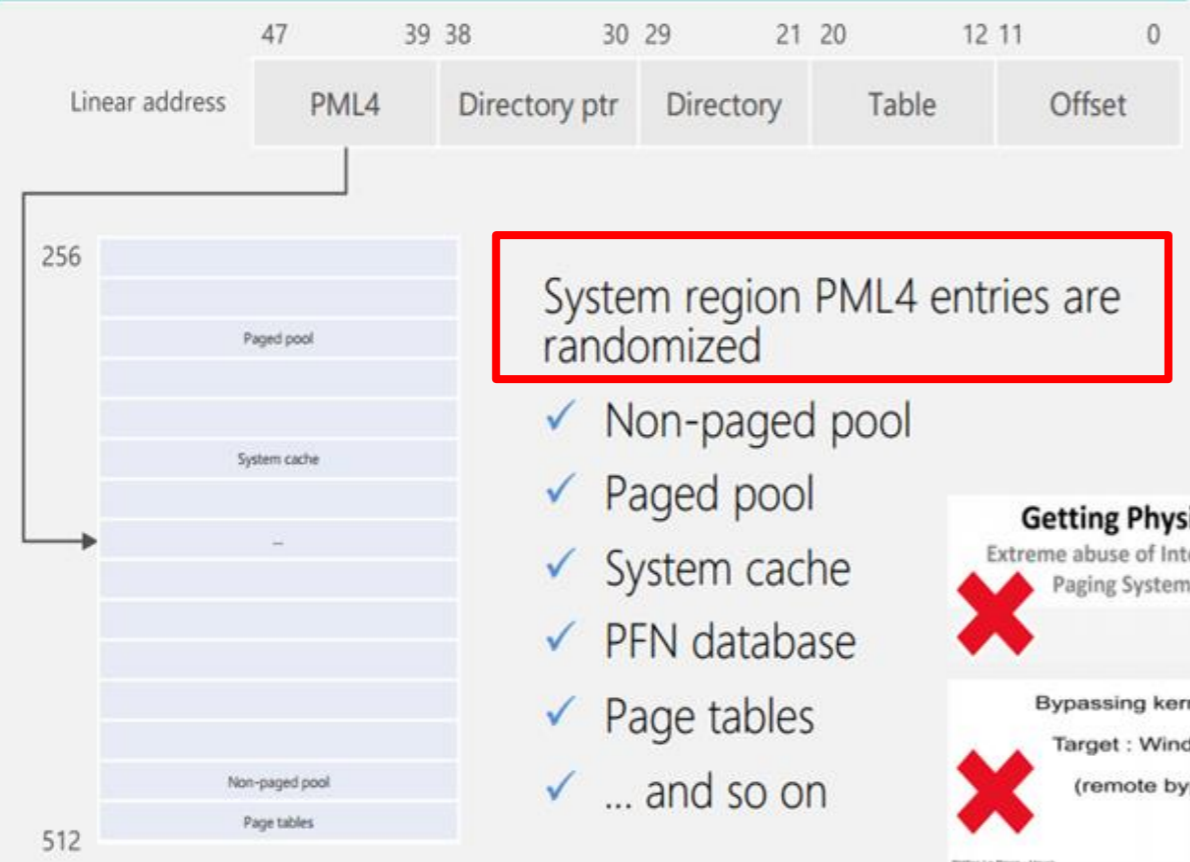 47 39 38 30 29 21 20 12 11 0
Linear address PML4 Directory ptr Directory Table Offset
256
Paged pool
System cache
...
Non-paged pool
Page tables
512
System region PML4 entries are
randomized
✓ Non-paged pool
✓ Paged pool
✓ System cache
✓ PFN database
✓ Page tables
✓ ... and so on
Getting Physi
Extreme abuse of Int
Paging System
Bypassing kern
Target : Wind
(remote by